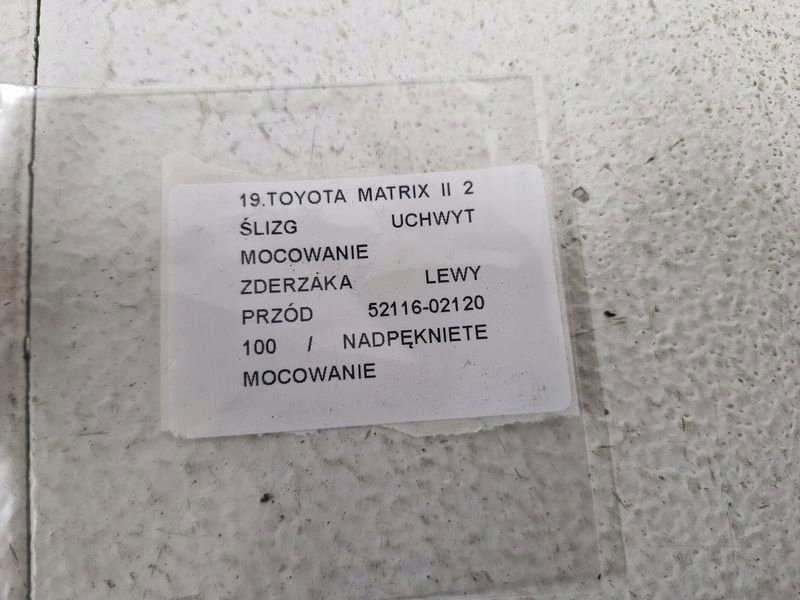 19.TOYOTA MATRIX II 2
ŚLIZG UCHWYT
MOCOWANIE
ZDERZAKA LEWY
PRZÓD 52116-02120
100 / NADPĘKNIETE
MOCOWANIE